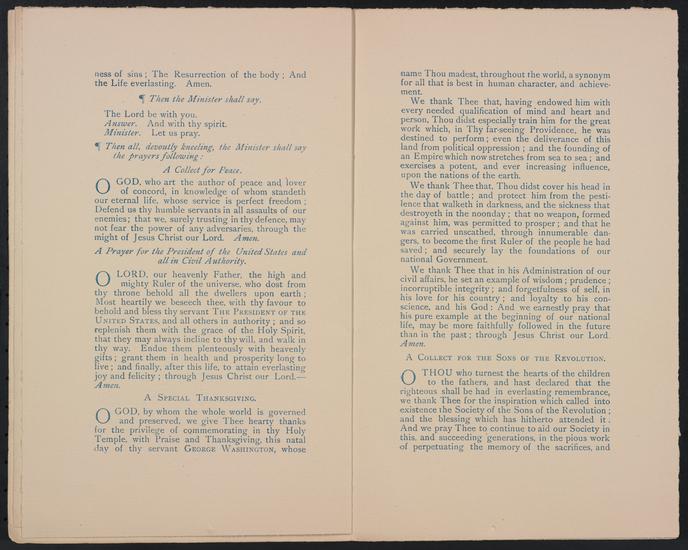 ness of sins ; The Resurrection of the body ; And
the Life everlasting. Amen.
¶ Then the Minister shall say.
The Lord be with you.
Answer. And with thy spirit.
Minister. Let us pray.
¶ Then all, devoutly kneeling, the Minister shall say
the prayers following :
A Collect for Peace.
O GOD, who art the author of peace and lover
of concord, in knowledge of whom standeth
our eternal life, whose service is perfect freedom ;
Defend us thy humble servants in all assaults of our
enemies ; that we, surely trusting in thy defence, may
not fear the power of any adversaries, through the
might of Jesus Christ our Lord. Amen.
A Prayer for the President of the United States and
all in Civil Authority.
O LORD, our heavenly Father, the high and
mighty Ruler of the universe, who dost from
thy throne behold all the dwellers upon earth ;
Most heartily we beseech thee, with thy favour to
behold and bless thy servant THE PRESIDENT OF THE
UNITED STATES, and all others in authority ; and so
replenish them with the grace of the Holy Spirit,
that they may always incline to thy will, and walk in
thy way. Endue them plenteously with heavenly
gifts ; grant them in health and prosperity long to
live ; and finally, after this life, to attain everlasting
joy and felicity ; through Jesus Christ our Lord.—
Amen.
A SPECIAL THANKSGIVING.
O GOD, by whom the whole world is governed
and preserved, we give Thee hearty thanks
for the privilege of commemorating in thy Holy
Temple, with Praise and Thanksgiving, this natal
day of thy servant GEORGE WASHINGTON, whose
name Thou madest, throughout the world, a synonym
for all that is best in human character, and achieve-
ment.
We thank Thee that, having endowed him with
every needed qualification of mind and heart and
person, Thou didst especially train him for the great
work which, in Thy far-seeing Providence, he was
destined to perform ; even the deliverance of this
land from political oppression ; and the founding of
an Empire which now stretches from sea to sea ; and
exercises a potent, and ever increasing influence,
upon the nations of the earth.
We thank Thee that, Thou didst cover his head in
the day of battle ; and protect him from the pesti-
lence that walketh in darkness, and the sickness that
destroyeth in the noonday ; that no weapon, formed
against him, was permitted to prosper ; and that he
was carried unscathed, through innumerable dan-
gers, to become the first Ruler of the people he had
saved ; and securely lay the foundations of our
national Government.
We thank Thee that in his Administration of our
civil affairs, he set an example of wisdom ; prudence ;
incorruptible integrity ; and forgetfulness of self, in
his love for his country ; and loyalty to his con-
science, and his God : And we earnestly pray that
his pure example at the beginning of our national
life, may be more faithfully followed in the future
than in the past ; through Jesus Christ our Lord.
Amen.
A COLLECT FOR THE SONS OF THE REVOLUTION.
O THOU who turnest the hearts of the children
to the fathers, and hast declared that the
righteous shall be had in everlasting remembrance,
we thank Thee for the inspiration which called into
existence the Society of the Sons of the Revolution ;
and the blessing which has hitherto attended it.
And we pray Thee to continue to aid our Society in
this, and succeeding generations, in the pious work
of perpetuating the memory of the sacrifices, and